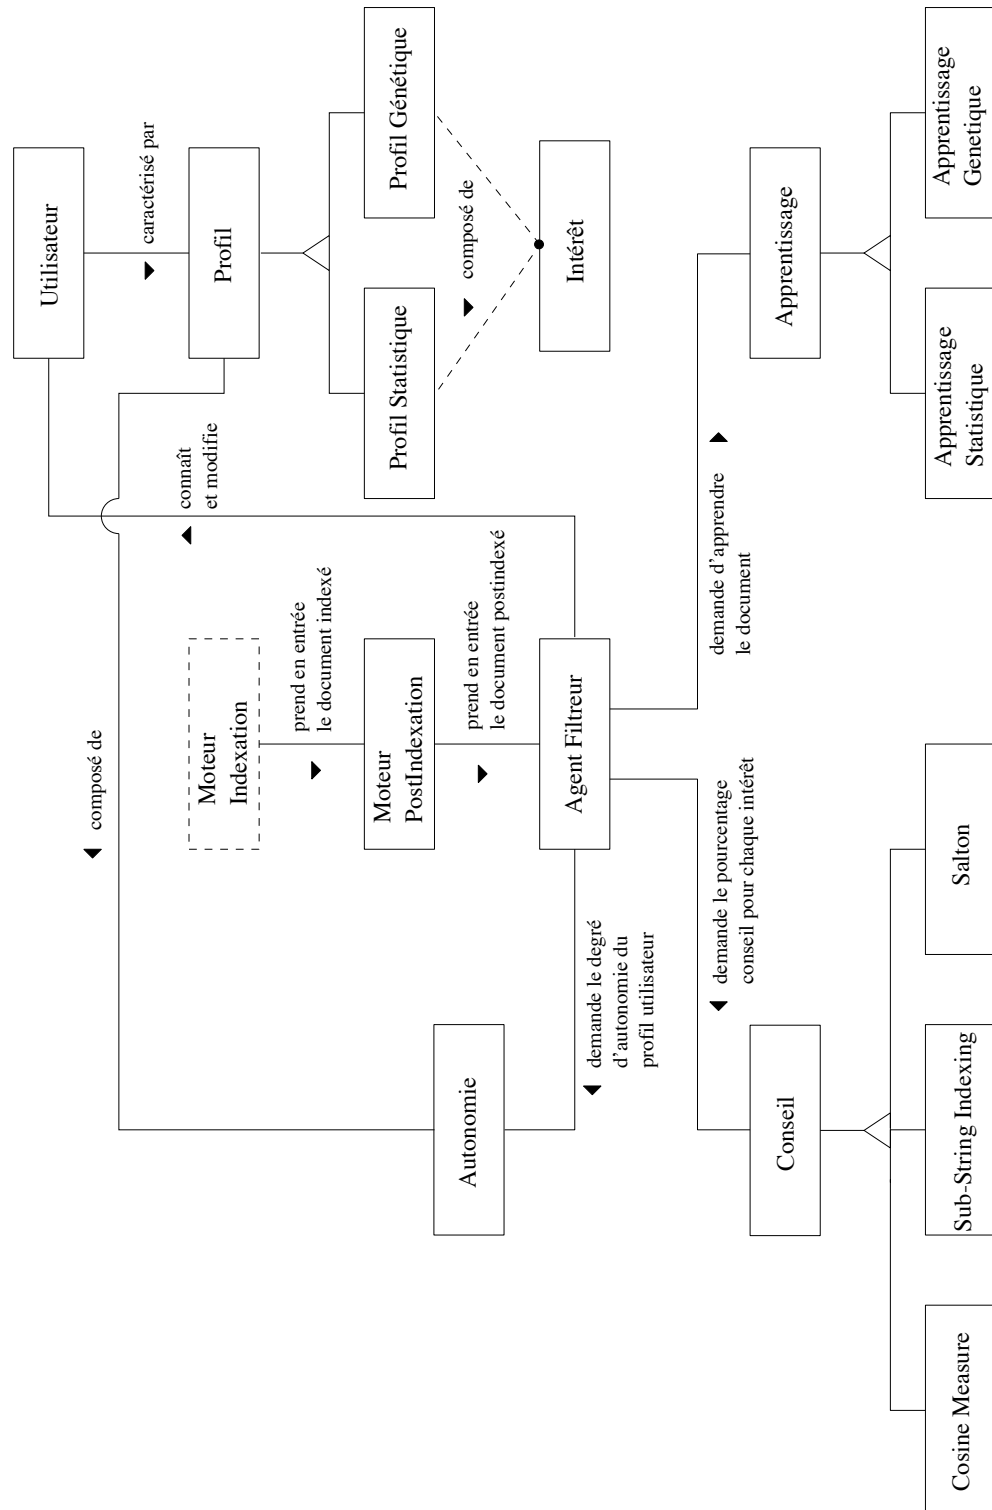 Utilisateur
caractérisé par
Profil
connaît
et modifie
composé de
Profil Statistique
Profil Génétique
composé de
Intérêt
Moteur
Indexation
prend en entrée
le document indexé
Moteur
PostIndexation
prend en entrée
le document postindexé
Agent Filtreur
Autonomie
demande le degré
d'autonomie du
profil utilisateur
demande le pourcentage
conseil pour chaque intérêt
demande d'apprendre
le document
Conseil
Apprentissage
Cosine Measure
Sub-String Indexing
Salton
Apprentissage
Statistique
Apprentissage
Genetique